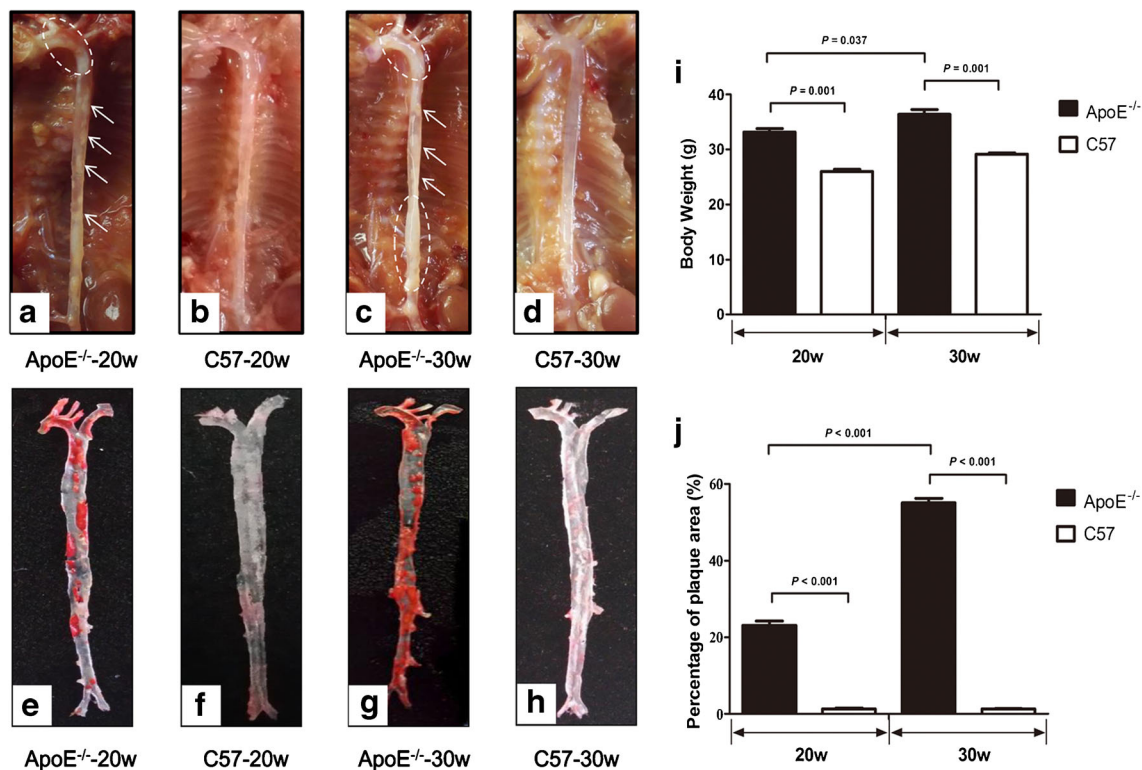 a
b
c
d
ApoE-/--20w
C57-20w
ApoE-/--30w
C57-30w
e
f
g
h
ApoE-/--20w
C57-20w
ApoE-/--30w
C57-30w
i
P = 0.037
P = 0.001
P = 0.001
ApoE-/-
C57
Body Weight (g)
40
30
20
10
0
20w
30w
j
P < 0.001
P < 0.001
P < 0.001
ApoE-/-
C57
Percentage of plaque area (%)
60
40
20
0
20w
30w